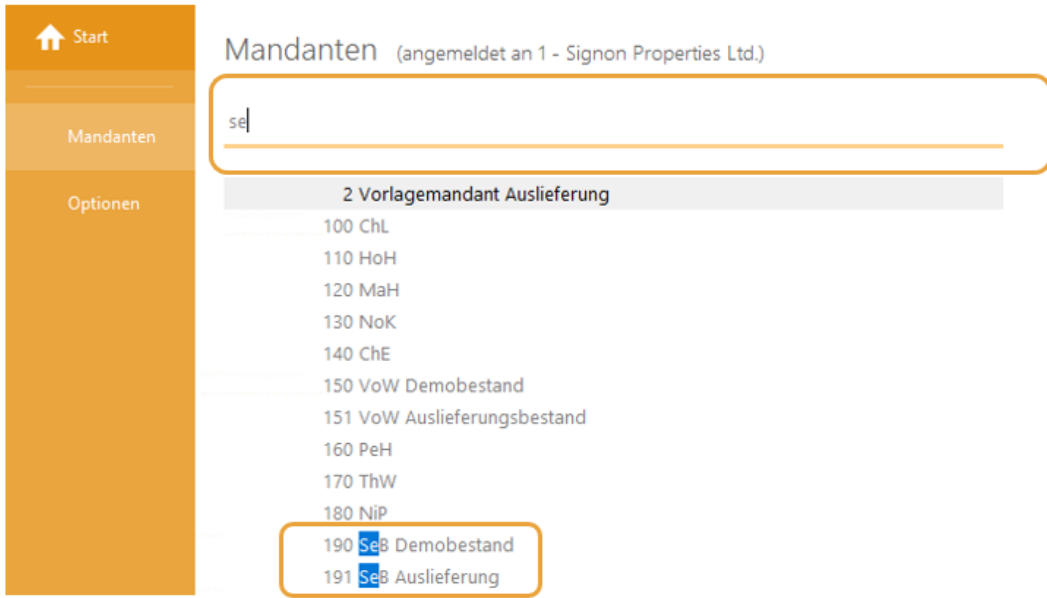 Start
Mandanten
Optionen
Mandanten (angemeldet an 1 - Signon Properties Ltd.)
se
2 Vorlagemandant Auslieferung
100 ChL
110 HoH
120 MaH
130 NoK
140 ChE
150 VoW Demobestand
151 VoW Auslieferungsbestand
160 PeH
170 ThW
180 NiP
190 SeB Demobestand
191 SeB Auslieferung